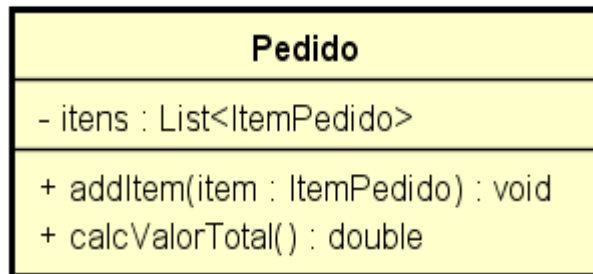 Pedido
- itens : List<ItemPedido>
+ addItem(item : ItemPedido) : void
+ calcValorTotal() : double